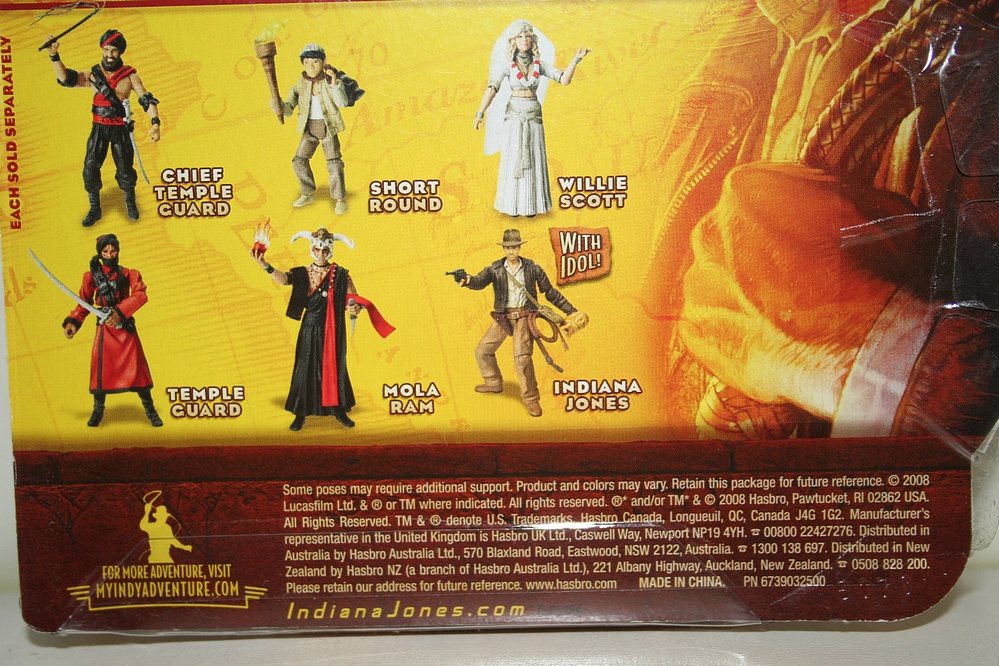 EACH SOLD SEPARATELY
CHIEF
TEMPLE
GUARD
SHORT
ROUND
WILLIE
SCOTT
WITH
IDOL!
TEMPLE
GUARD
MOLA
RAM
INDIANA
JONES
Some poses may require additional support. Product and colors may vary. Retain this package for future reference. © 2008
Lucasfilm Ltd. & ® or TM where indicated. All rights reserved. ®* and/or TM* & © 2008 Hasbro, Pawtucket, RI 02862 USA.
All Rights Reserved. TM & ® denote U.S. Trademarks. Hasbro Canada, Longueuil, QC, Canada J4G 1G2. Manufacturer's
representative in the United Kingdom is Hasbro UK Ltd., Caswell Way, Newport NP19 4YH. ☎ 00800 22427276. Distributed in
Australia by Hasbro Australia Ltd., 570 Blaxland Road, Eastwood, NSW 2122, Australia. ☎ 1300 138 697. Distributed in New
Zealand by Hasbro NZ (a branch of Hasbro Australia Ltd.), 221 Albany Highway, Auckland, New Zealand. ☎ 0508 828 200.
Please retain our address for future reference. www.hasbro.com MADE IN CHINA. PN 6739032500
FOR MORE ADVENTURE, VISIT
MYINDYADVENTURE.COM
IndianaJones.com